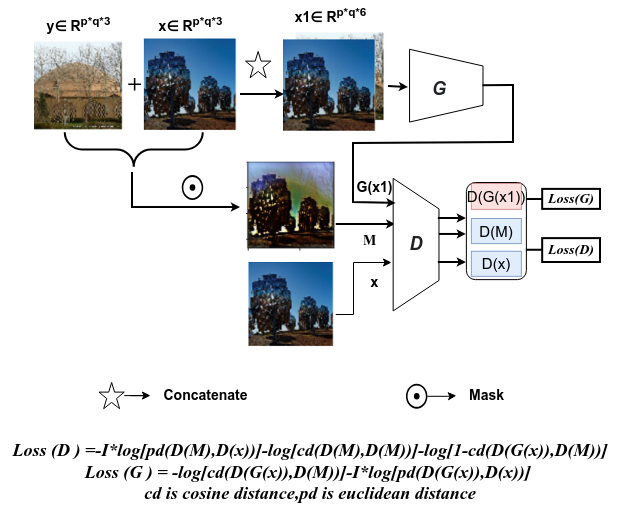 y∈ R^p*q*3 x∈ R^p*q*3 x1∈ R^p*q*6
+
G
G(x1)
M
x
D
D(G(x1))
D(M)
D(x)
Loss(G)
Loss(D)
Concatenate
Mask
Loss (D ) =-I*log[pd(D(M),D(x))]-log[cd(D(M),D(M))]-log[1-cd(D(G(x)),D(M))]
Loss (G ) = -log[cd(D(G(x)),D(M))]-I*log[pd(D(G(x)),D(x))]
cd is cosine distance,pd is euclidean distance